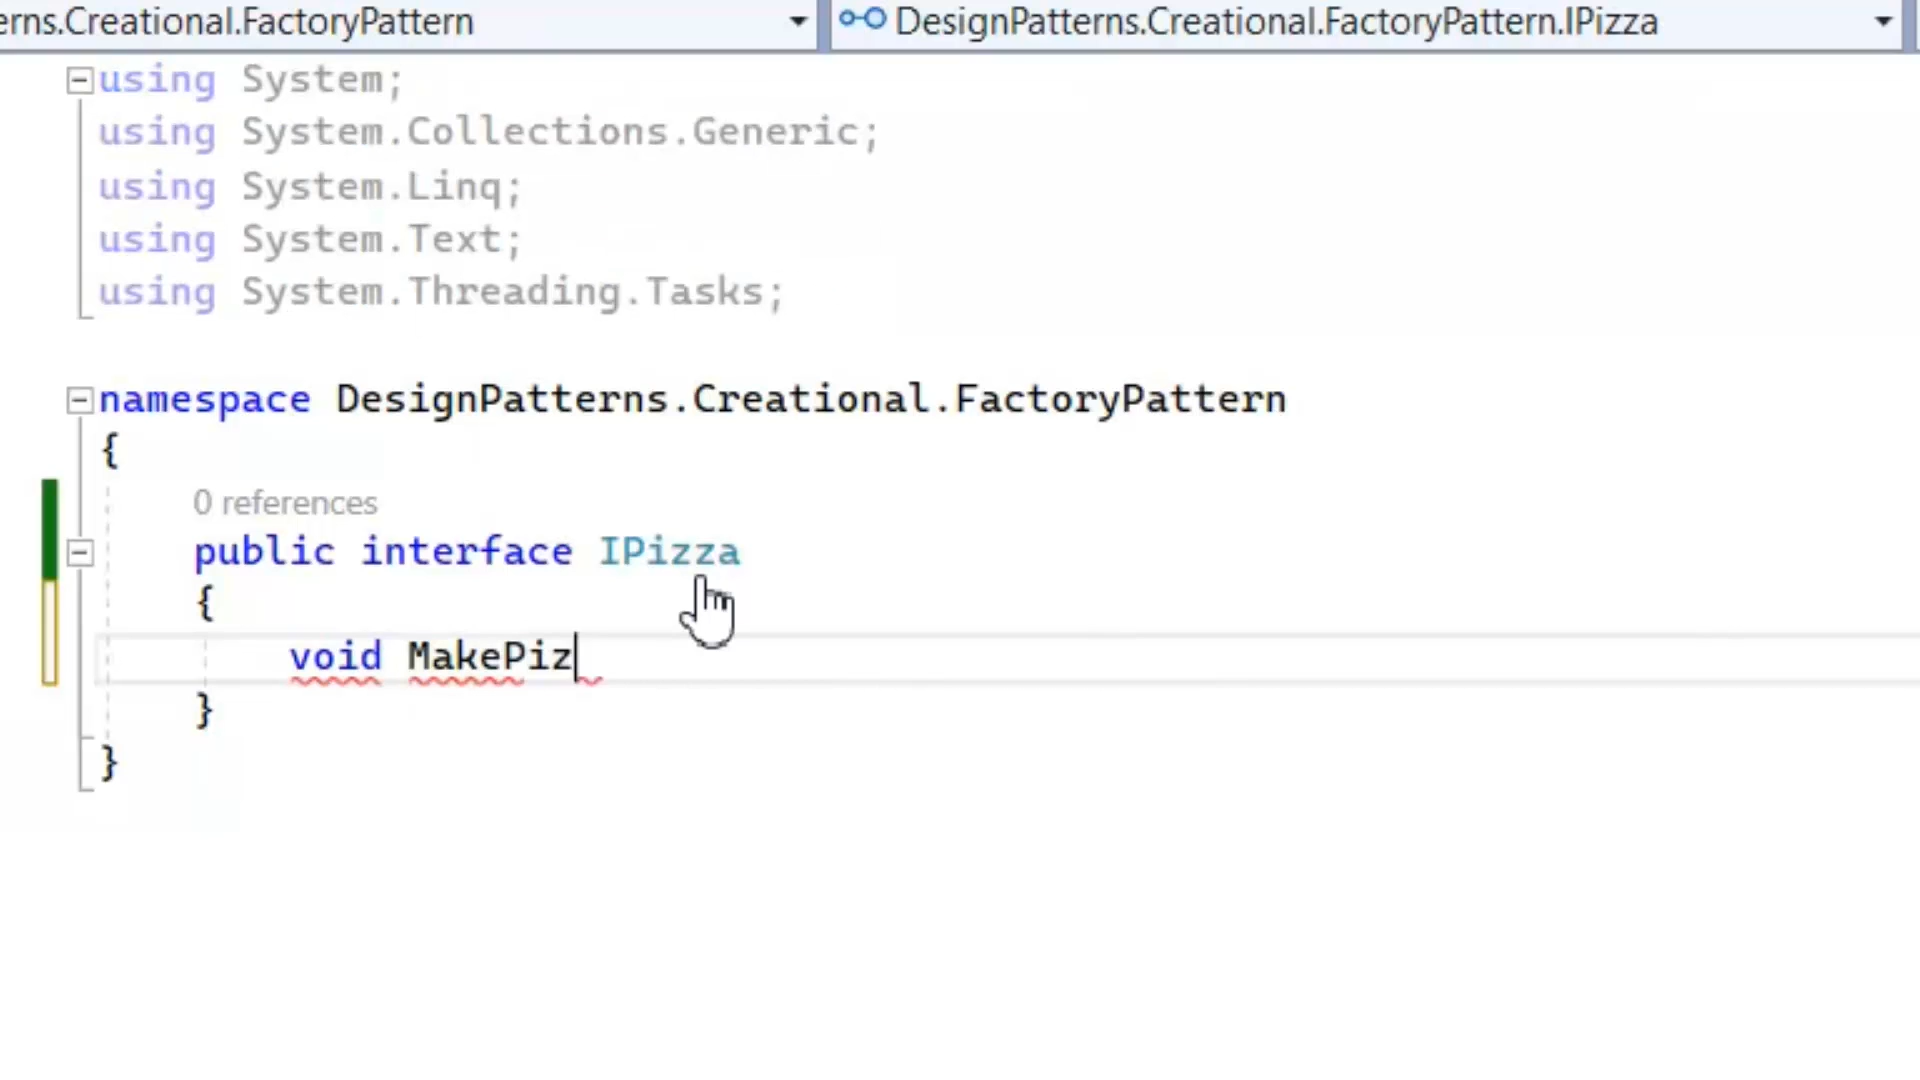 erns.Creational.FactoryPattern
DesignPatterns.Creational.FactoryPattern.IPizza
using System;
using System.Collections.Generic;
using System.Linq;
using System.Text;
using System.Threading.Tasks;
namespace DesignPatterns.Creational.FactoryPattern
{
0 references
public interface IPizza
{
void MakePiz
}
}